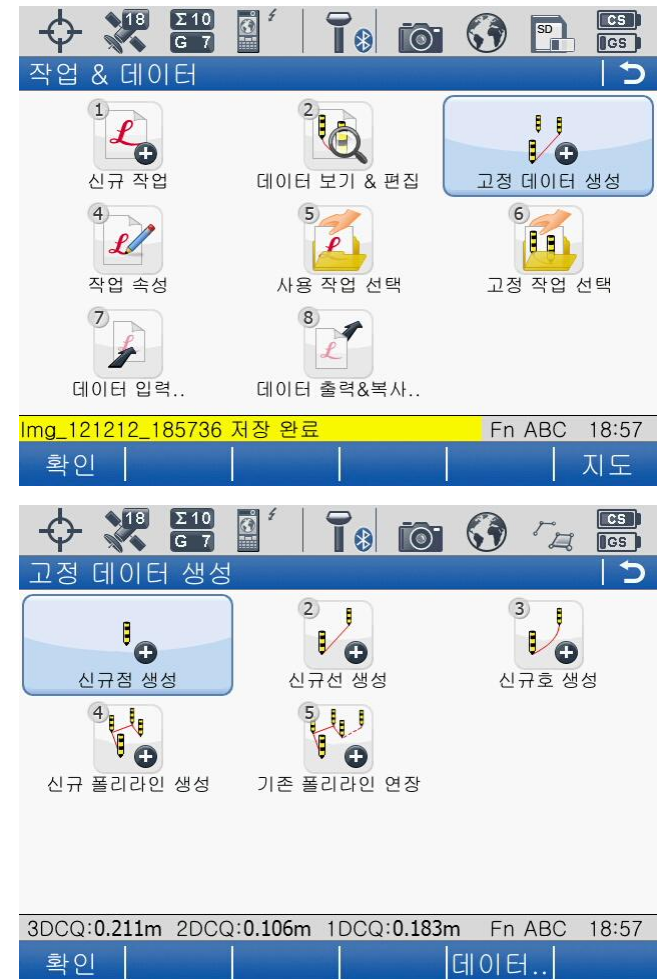 18 Σ10 CS
G 7 SD GS
작업 & 데이터
1 2
신규 작업 데이터 보기 & 편집 고정 데이터 생성
4 5 6
작업 속성 사용 작업 선택 고정 작업 선택
7 8
데이터 입력.. 데이터 출력&복사..
Img_121212_185736 저장 완료 Fn ABC 18:57
확인 지도
18 Σ10 CS
G 7 GS
고정 데이터 생성
2 3
신규점 생성 신규선 생성 신규호 생성
4 5
신규 폴리라인 생성 기존 폴리라인 연장
3DCQ:0.211m 2DCQ:0.106m 1DCQ:0.183m Fn ABC 18:57
확인 데이터..